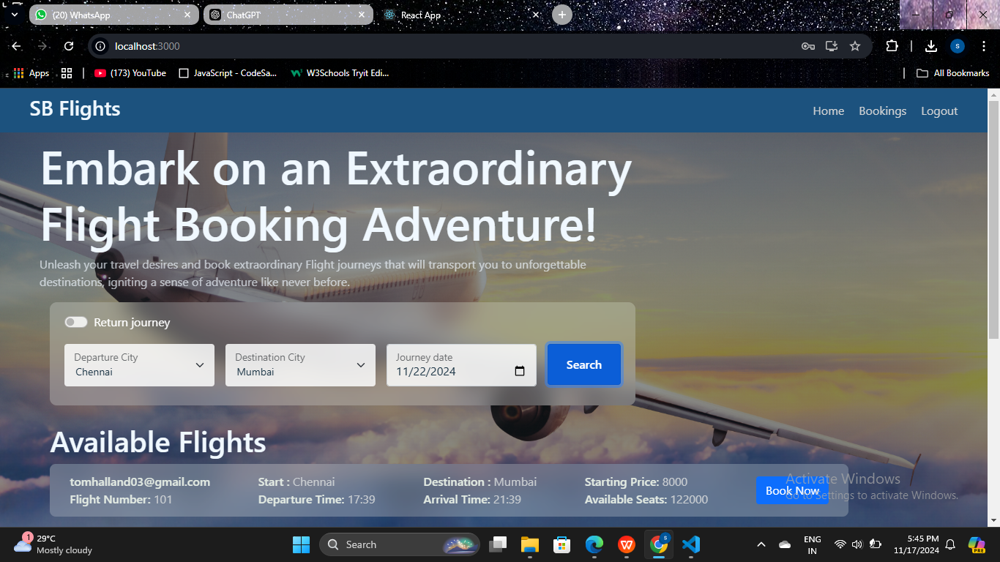 (20) WhatsApp
ChatGPT
React App
localhost:3000
Apps
(173) YouTube
JavaScript - CodeSa...
W3Schools Tryit Edi...
All Bookmarks
SB Flights
Home Bookings Logout
Embark on an Extraordinary
Flight Booking Adventure!
Unleash your travel desires and book extraordinary Flight journeys that will transport you to unforgettable
destinations, igniting a sense of adventure like never before.
Return journey
Departure City
Chennai
Destination City
Mumbai
Journey date
11/22/2024
Search
Available Flights
tomhalland03@gmail.com Start : Chennai Destination : Mumbai Starting Price: 8000
Flight Number: 101 Departure Time: 17:39 Arrival Time: 21:39 Available Seats: 122000
Book Now
Activate Windows
Go to Settings to activate Windows.
1
29°C
Mostly cloudy
Search
S
ENG
IN
5:45 PM
11/17/2024
PRE